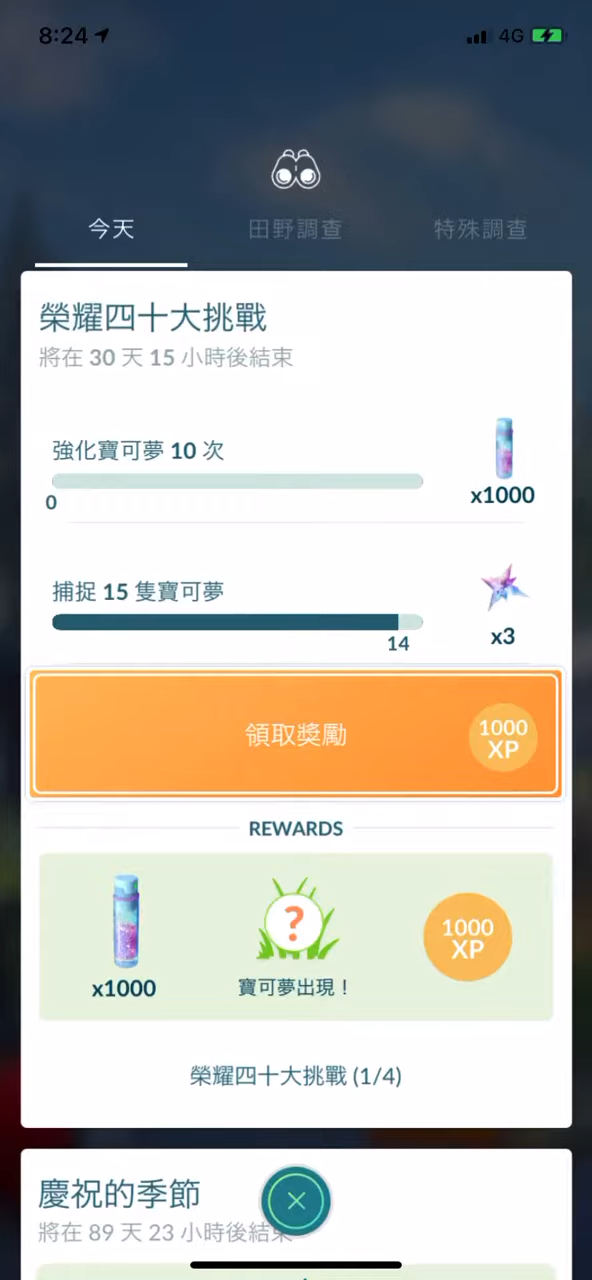 8:24
4G
今天
田野調查
特殊調查
榮耀四十大挑戰
將在 30 天 15 小時後結束
強化寶可夢 10 次
0
x1000
捕捉 15 隻寶可夢
14
x3
領取獎勵
1000
XP
REWARDS
x1000
?
寶可夢出現！
1000
XP
榮耀四十大挑戰 (1/4)
慶祝的季節
將在 89 天 23 小時後結束